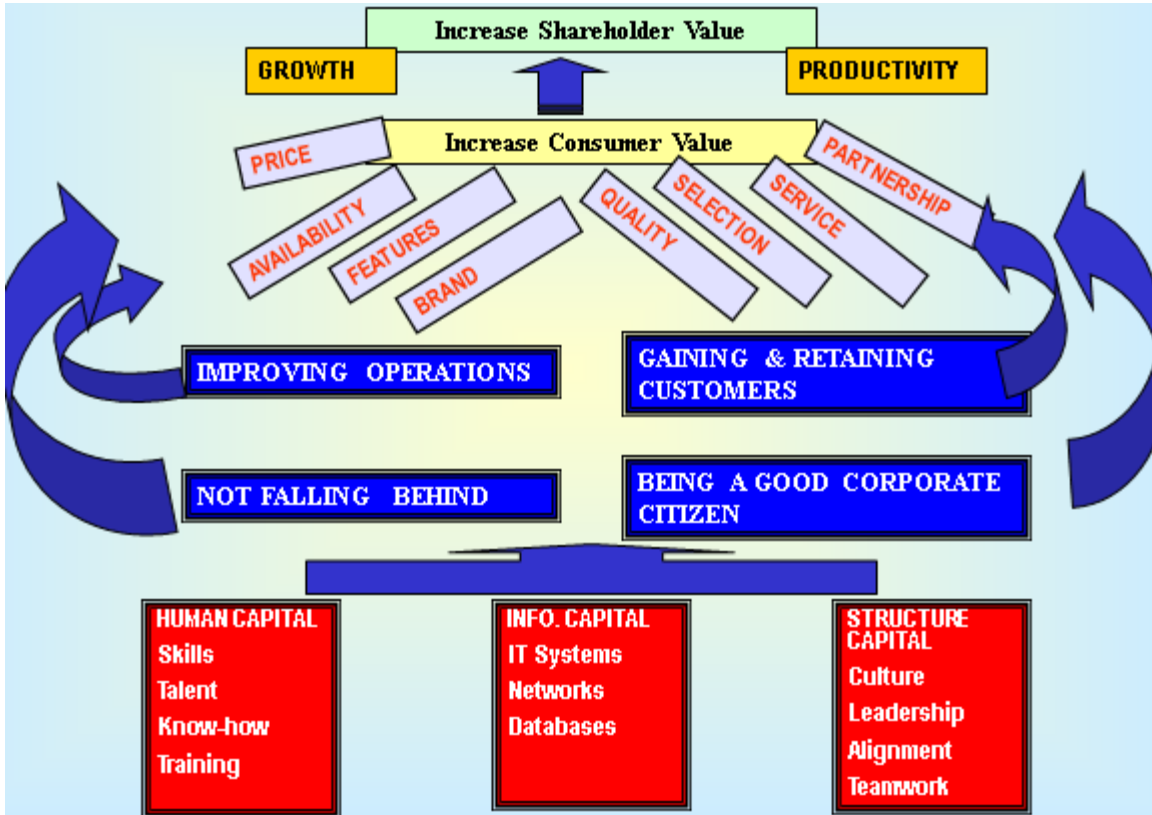 Increase Shareholder Value
GROWTH
PRODUCTIVITY
Increase Consumer Value
PRICE
AVAILABILITY
FEATURES
BRAND
QUALITY
SELECTION
SERVICE
PARTNERSHIP
IMPROVING OPERATIONS
GAINING & RETAINING
CUSTOMERS
NOT FALLING BEHIND
BEING A GOOD CORPORATE
CITIZEN
HUMAN CAPITAL
Skills
Talent
Know-how
Training
INFO. CAPITAL
IT Systems
Networks
Databases
STRUCTURE
CAPITAL
Culture
Leadership
Alignment
Teamwork